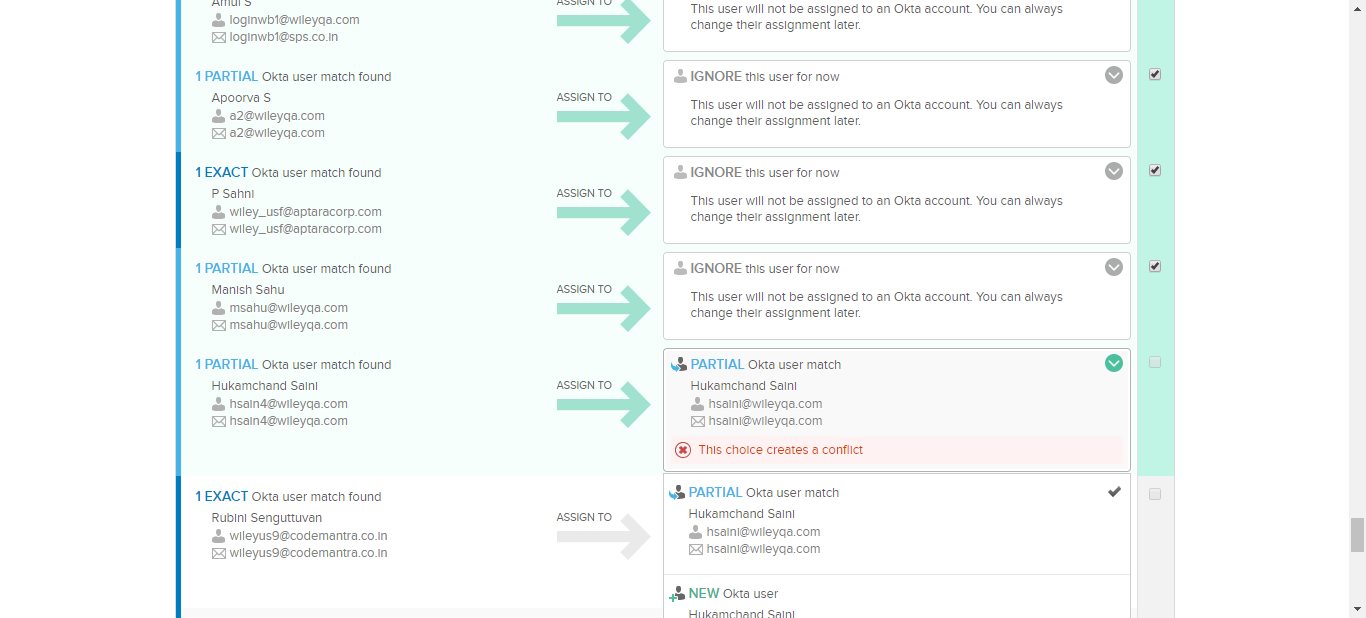 Amul S
loginwb1@wileyqa.com
loginwb1@sps.co.in
ASSIGN TO
This user will not be assigned to an Okta account. You can always
change their assignment later.
1 PARTIAL Okta user match found
Apoorva S
a2@wileyqa.com
a2@wileyqa.com
ASSIGN TO
IGNORE this user for now
This user will not be assigned to an Okta account. You can always
change their assignment later.
1 EXACT Okta user match found
P Sahni
wiley_usf@aptaracorp.com
wiley_usf@aptaracorp.com
ASSIGN TO
IGNORE this user for now
This user will not be assigned to an Okta account. You can always
change their assignment later.
1 PARTIAL Okta user match found
Manish Sahu
msahu@wileyqa.com
msahu@wileyqa.com
ASSIGN TO
IGNORE this user for now
This user will not be assigned to an Okta account. You can always
change their assignment later.
1 PARTIAL Okta user match found
Hukamchand Saini
hsain4@wileyqa.com
hsain4@wileyqa.com
ASSIGN TO
PARTIAL Okta user match
Hukamchand Saini
hsaini@wileyqa.com
hsaini@wileyqa.com
This choice creates a conflict
1 EXACT Okta user match found
Rubini Senguttuvan
wileyus9@codemantra.co.in
wileyus9@codemantra.co.in
ASSIGN TO
PARTIAL Okta user match
Hukamchand Saini
hsaini@wileyqa.com
hsaini@wileyqa.com
NEW Okta user
Hukamchand Saini